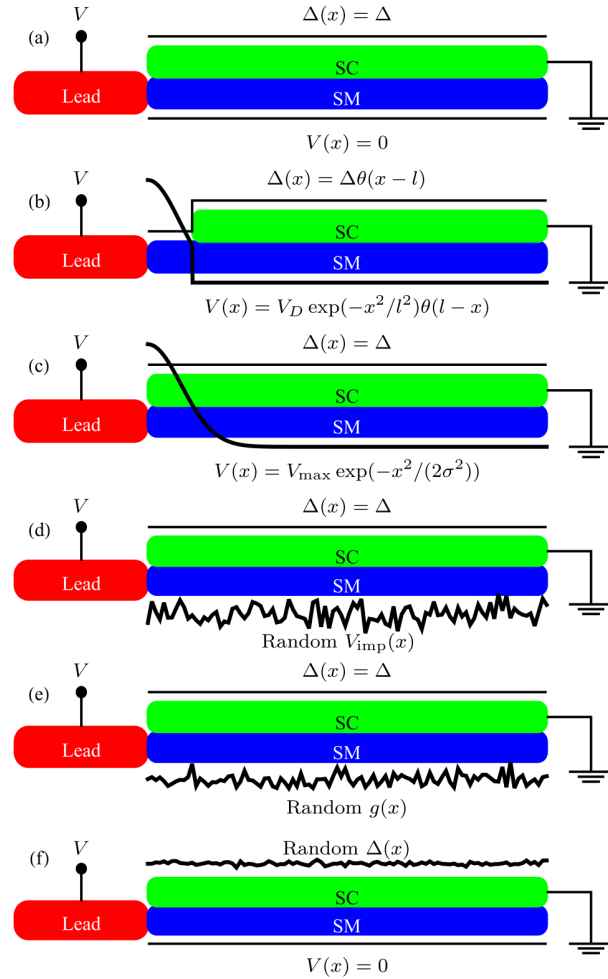 Δ(x) = Δ
(a)
V
SC
Lead
SM
V(x) = 0
V
Δ(x) = Δθ(x − l)
(b)
SC
Lead
SM
V(x) = V_D exp(−x²/l²)θ(l − x)
V
Δ(x) = Δ
(c)
SC
Lead
SM
V(x) = V_max exp(−x²/(2σ²))
V
Δ(x) = Δ
(d)
SC
Lead
SM
Random V_imp(x)
Δ(x) = Δ
V
(e)
SC
Lead
SM
Random g(x)
Random Δ(x)
V
(f)
SC
Lead
SM
V(x) = 0